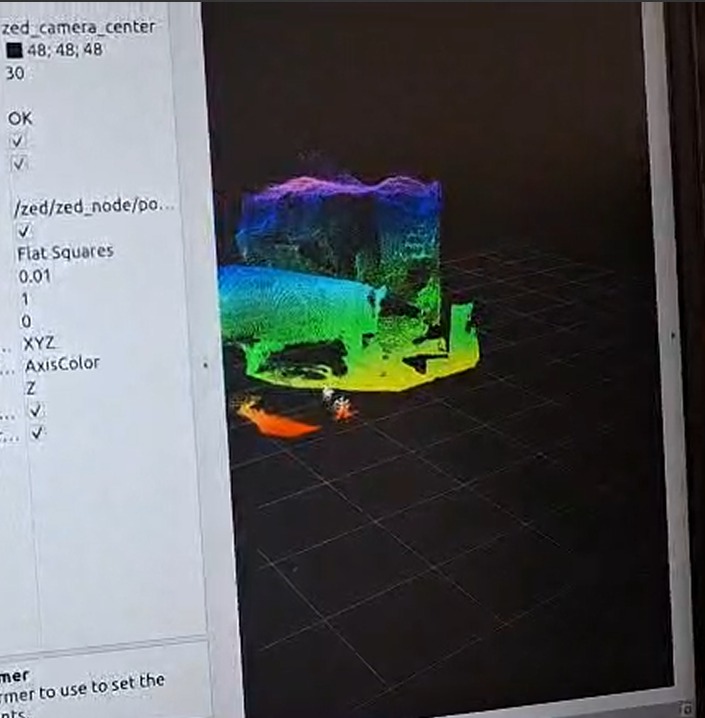 zed_camera_center
48; 48; 48
30
OK
/zed/zed_node/po...
Flat Squares
0.01
1
0
XYZ
AxisColor
Z
mer
rmer to use to set the
nts.